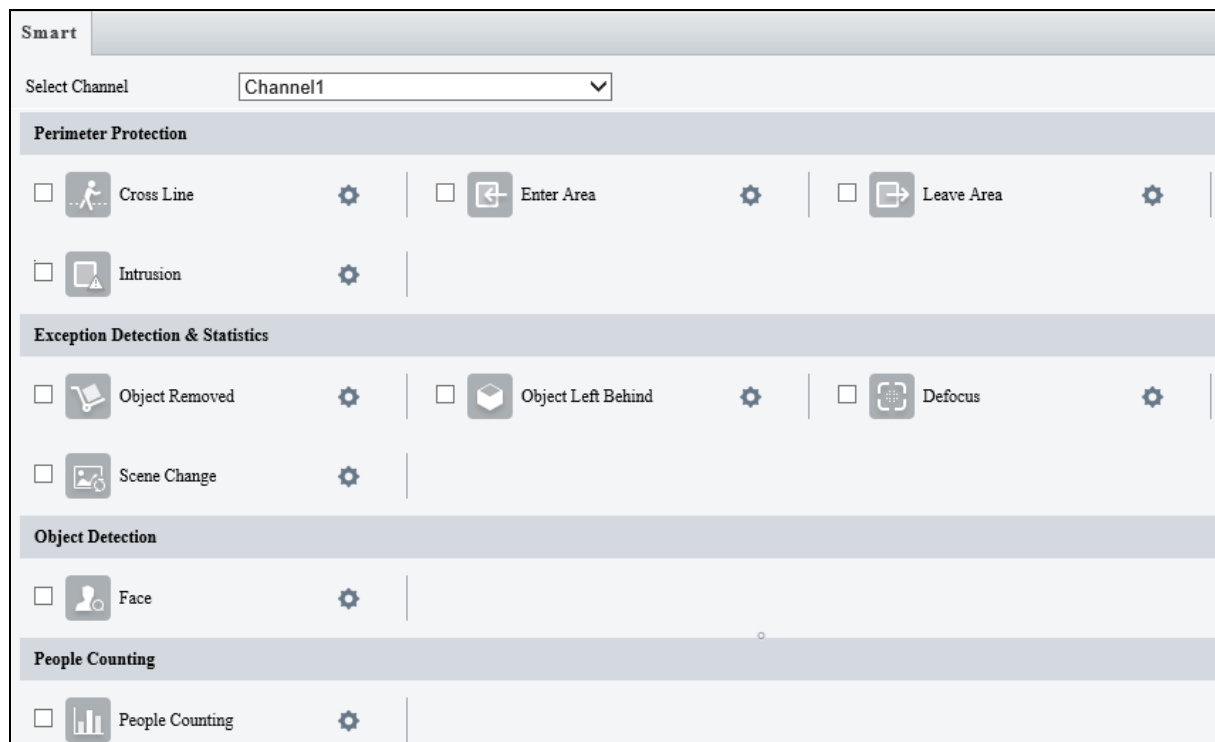 Smart
Select Channel Channel1
Perimeter Protection
Cross Line Enter Area Leave Area
Intrusion
Exception Detection & Statistics
Object Removed Object Left Behind Defocus
Scene Change
Object Detection
Face
People Counting
People Counting